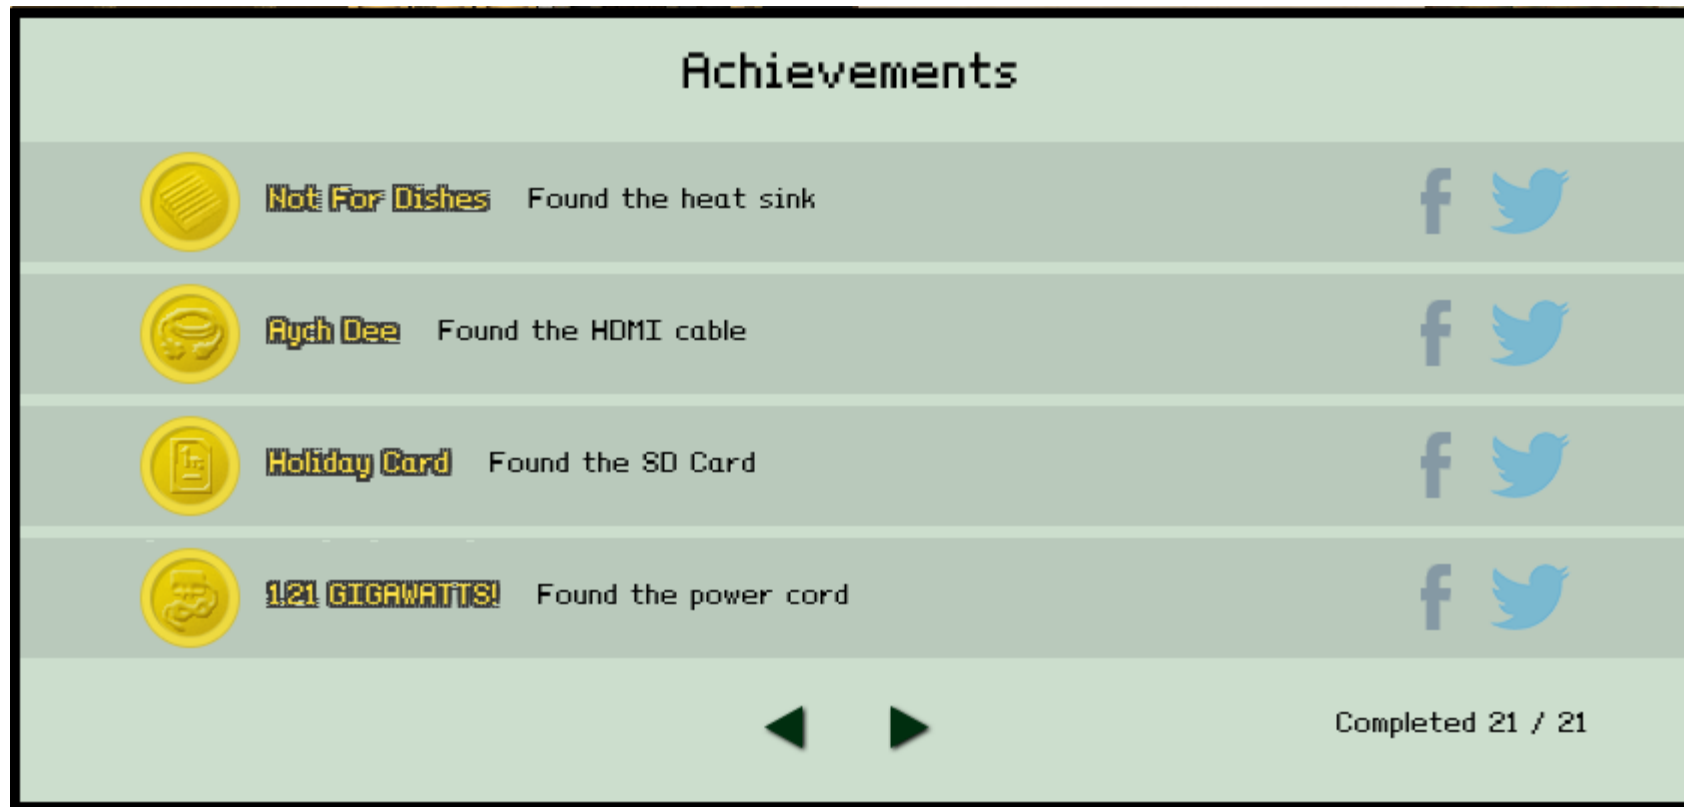 Achievements
Not For Dishes Found the heat sink
Aych Dee Found the HDMI cable
Holiday Card Found the SD Card
1.21 GIGAWATTS! Found the power cord
Completed 21 / 21